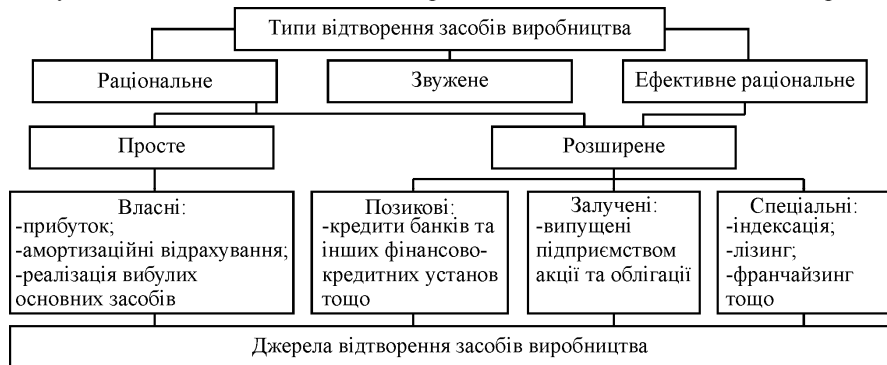 Типи відтворення засобів виробництва
Раціональне
Звужене
Ефективне раціональне
Просте
Розширене
Власні:
-прибуток;
-амортизаційні відрахування;
-реалізація вибулих
основних засобів
Позикові:
-кредити банків та
інших фінансово-
кредитних установ
тощо
Залучені:
-випущені
підприємством
акції та облігації
Спеціальні:
-індексація;
-лізинг;
-франчайзинг
тощо
Джерела відтворення засобів виробництва